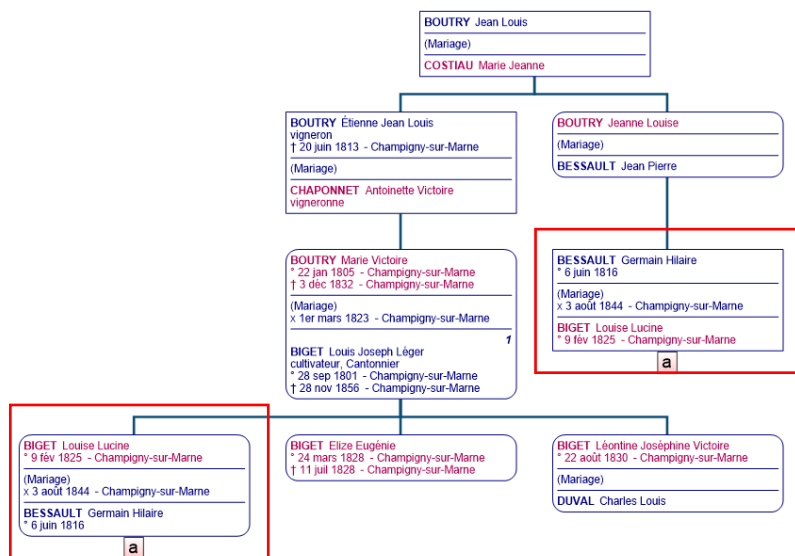 BOUTRY Jean Louis
(Mariage)
COSTIAU Marie Jeanne
BOUTRY Étienne Jean Louis
vigneron
† 20 juin 1813 - Champigny-sur-Marne
(Mariage)
CHAPONNET Antoinette Victoire
vigneronne
BOUTRY Jeanne Louise
(Mariage)
BESSAULT Jean Pierre
BOUTRY Marie Victoire
° 22 jan 1805 - Champigny-sur-Marne
† 3 déc 1832 - Champigny-sur-Marne
(Mariage)
x 1er mars 1823 - Champigny-sur-Marne
1
BIGET Louis Joseph Léger
cultivateur, Cantonnier
° 28 sep 1801 - Champigny-sur-Marne
† 28 nov 1856 - Champigny-sur-Marne
BESSAULT Germain Hilaire
° 6 juin 1816
(Mariage)
x 3 août 1844 - Champigny-sur-Marne
BIGET Louise Lucine
° 9 fév 1825 - Champigny-sur-Marne
a
BIGET Louise Lucine
° 9 fév 1825 - Champigny-sur-Marne
(Mariage)
x 3 août 1844 - Champigny-sur-Marne
BESSAULT Germain Hilaire
° 6 juin 1816
a
BIGET Elize Eugénie
° 24 mars 1828 - Champigny-sur-Marne
† 11 juil 1828 - Champigny-sur-Marne
BIGET Léontine Joséphine Victoire
° 22 août 1830 - Champigny-sur-Marne
(Mariage)
DUVAL Charles Louis